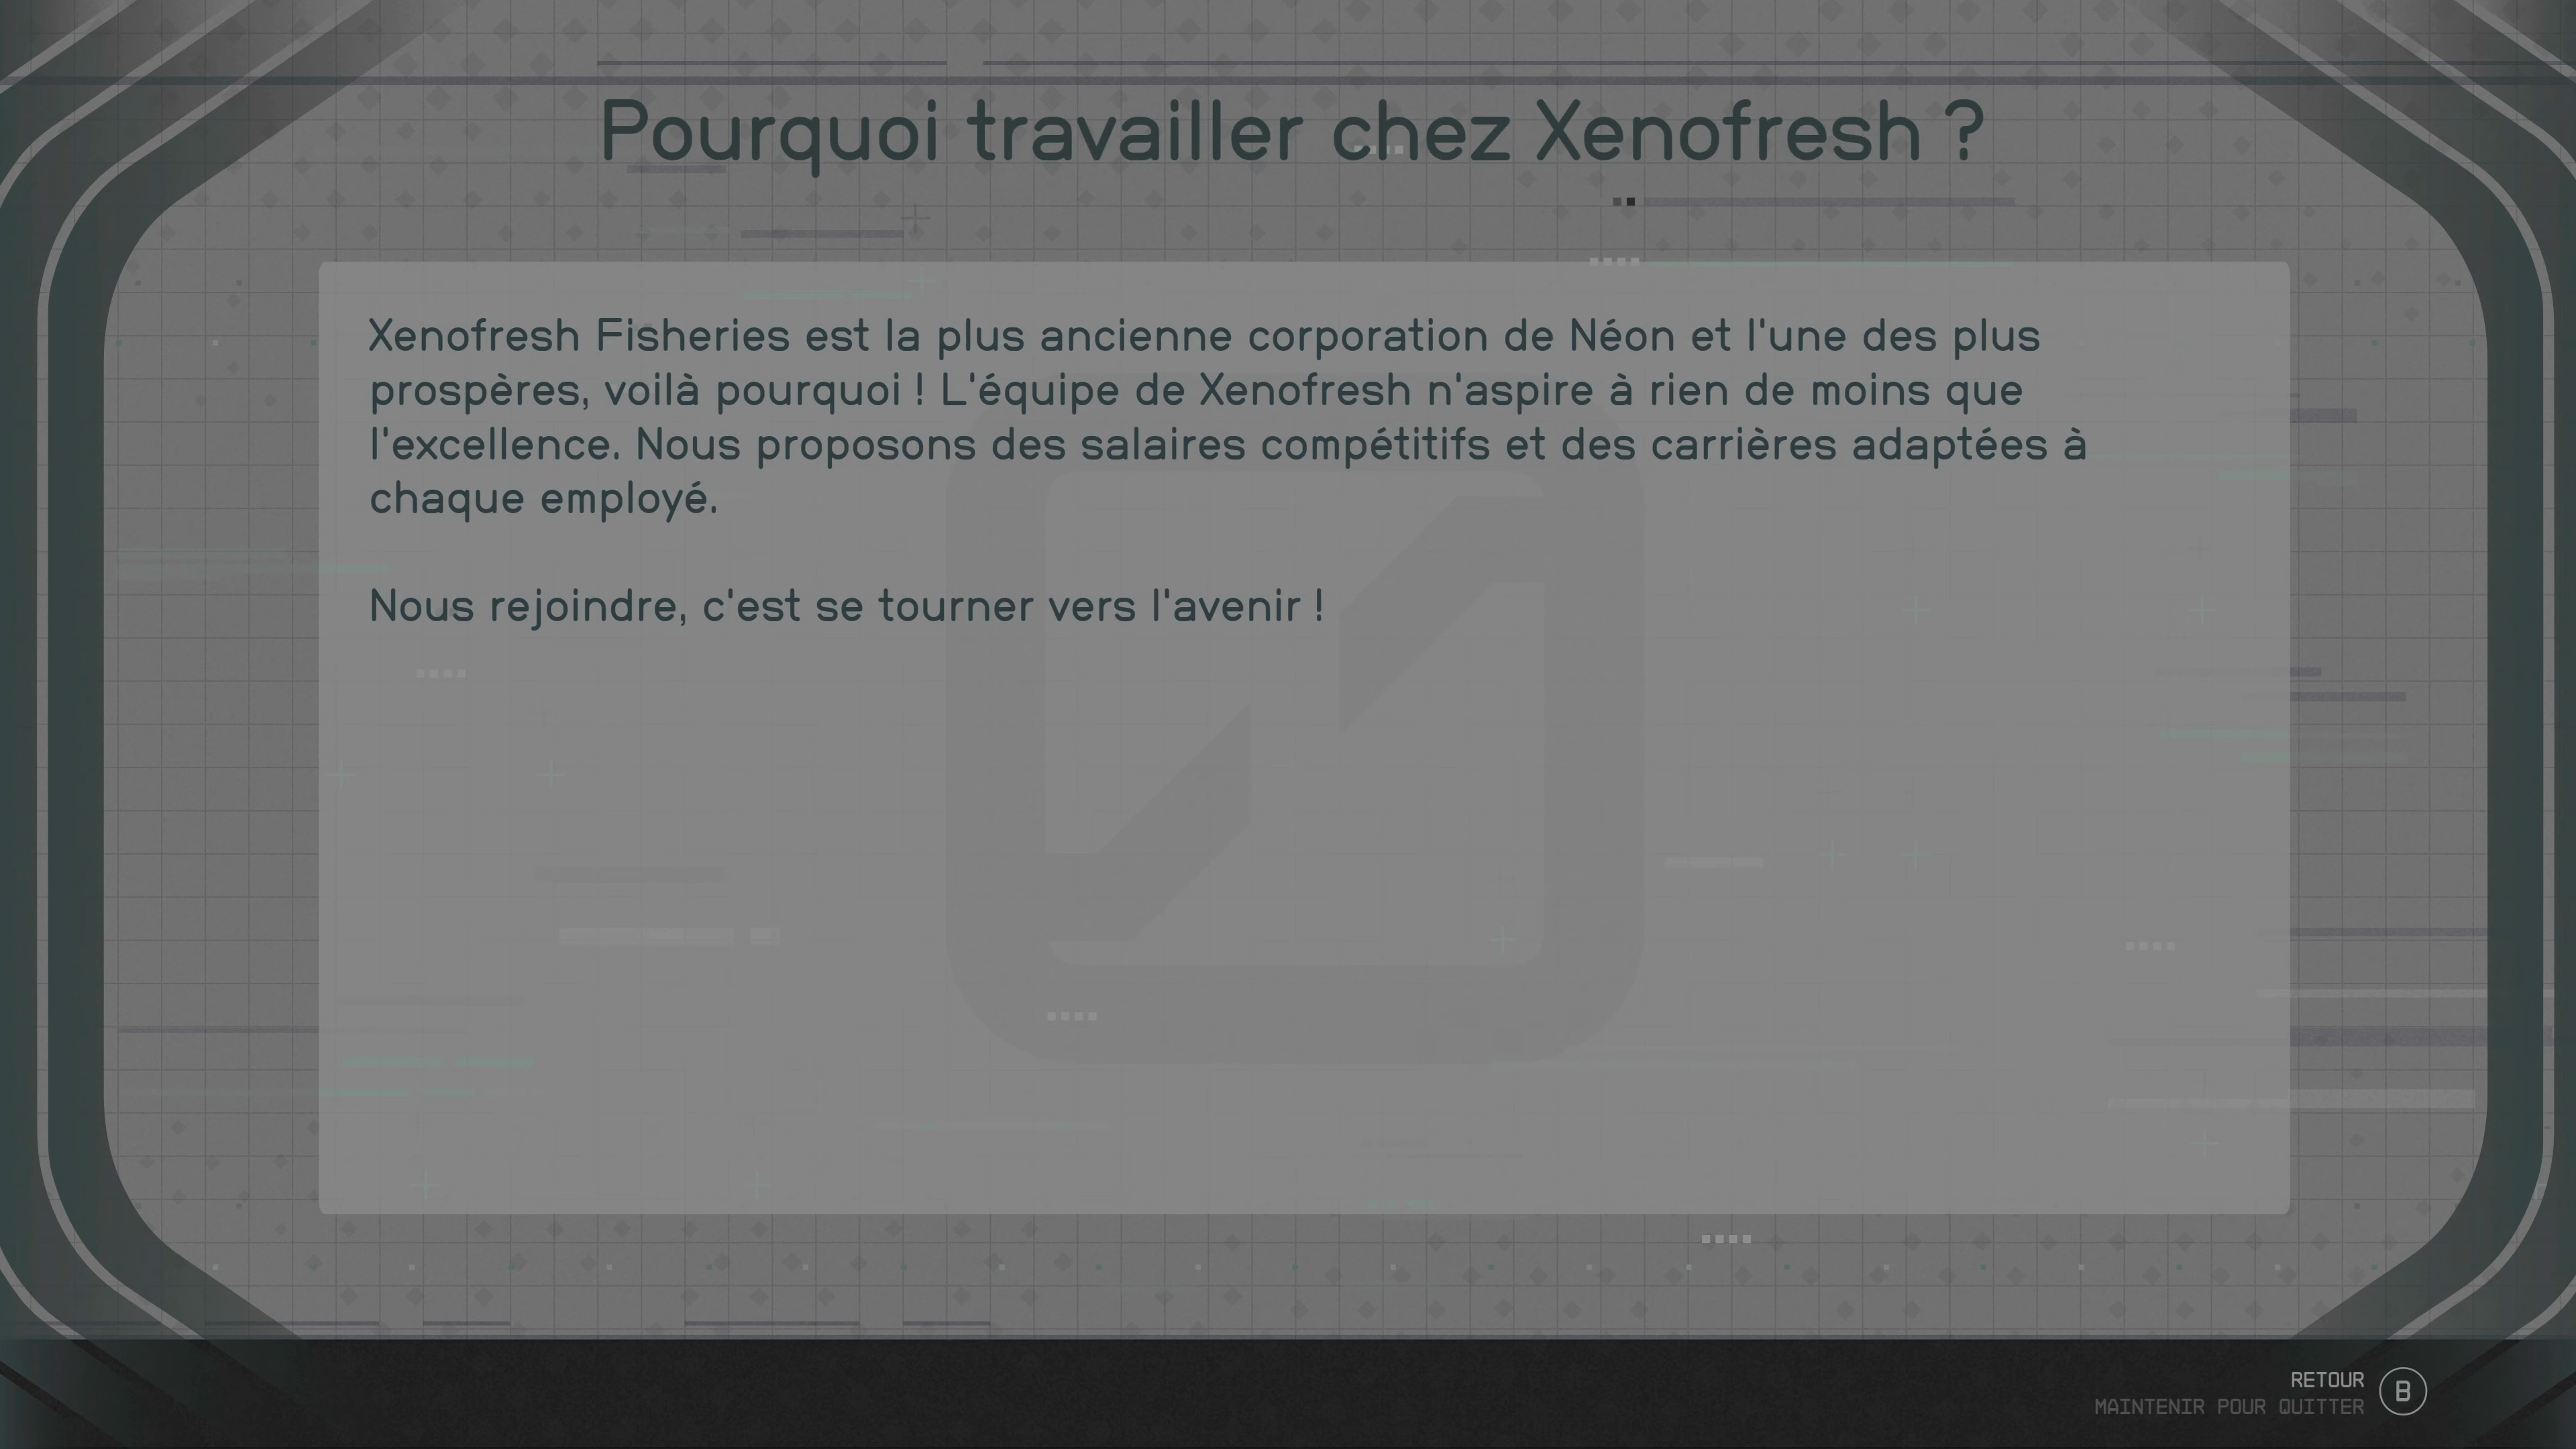 Pourquoi travailler chez Xenofresh ?
Xenofresh Fisheries est la plus ancienne corporation de Néon et l'une des plus
prospères, voilà pourquoi ! L'équipe de Xenofresh n'aspire à rien de moins que
l'excellence. Nous proposons des salaires compétitifs et des carrières adaptées à
chaque employé.
Nous rejoindre, c'est se tourner vers l'avenir !
RETOUR
MAINTENIR POUR QUITTER
B